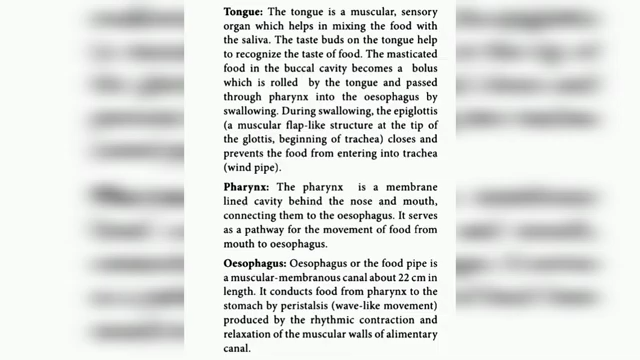 Tongue: The tongue is a muscular, sensory
organ which helps in mixing the food with
the saliva. The taste buds on the tongue help
to recognize the taste of food. The masticated
food in the buccal cavity becomes a bolus
which is rolled by the tongue and passed
through pharynx into the oesophagus by
swallowing. During swallowing, the epiglottis
(a muscular flap-like structure at the tip of
the glottis, beginning of trachea) closes and
prevents the food from entering into trachea
(wind pipe).
Pharynx: The pharynx is a membrane
lined cavity behind the nose and mouth,
connecting them to the oesophagus. It serves
as a pathway for the movement of food from
mouth to oesophagus.
Oesophagus: Oesophagus or the food pipe is
a muscular-membranous canal about 22 cm in
length. It conducts food from pharynx to the
stomach by peristalsis (wave-like movement)
produced by the rhythmic contraction and
relaxation of the muscular walls of alimentary
canal.